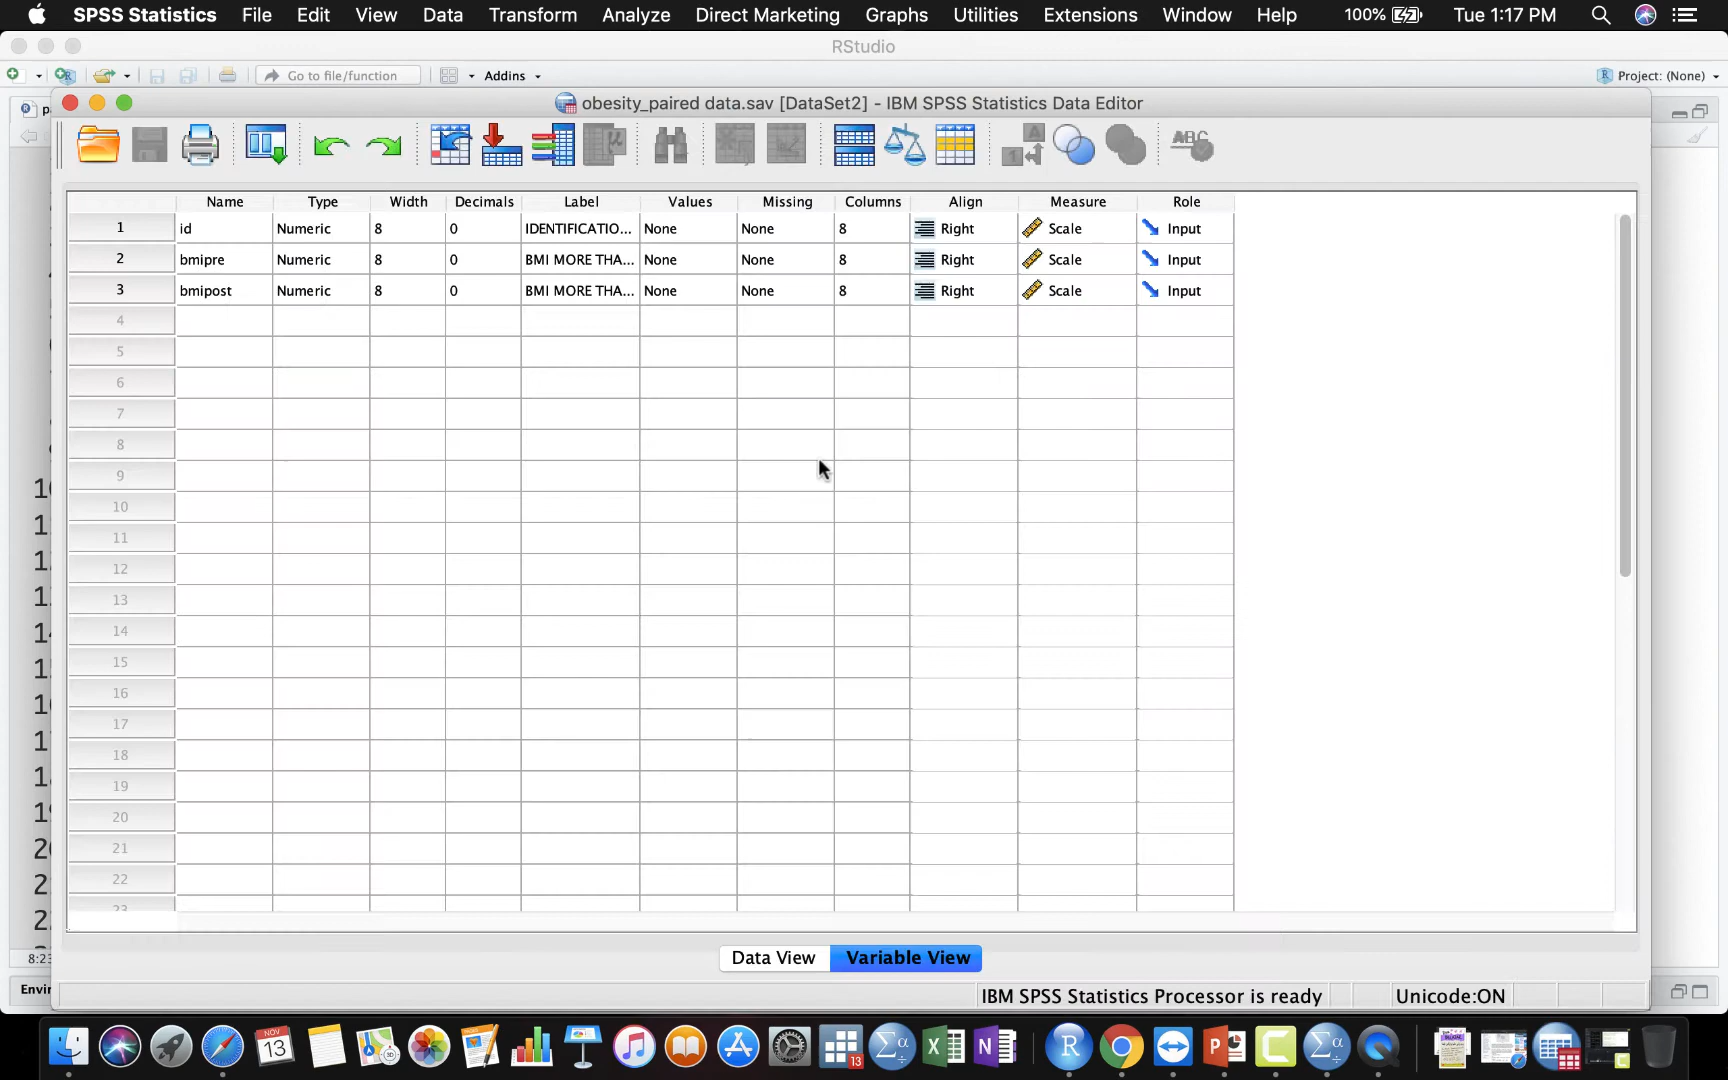 SPSS Statistics File Edit View Data Transform Analyze Direct Marketing Graphs Utilities Extensions Window Help 100% Tue 1:17 PM
RStudio
Go to file/function Addins Project: (None)
obesity_paired data.sav [DataSet2] - IBM SPSS Statistics Data Editor
Name Type Width Decimals Label Values Missing Columns Align Measure Role
1 id Numeric 8 0 IDENTIFICATIO... None None 8 Right Scale Input
2 bmipre Numeric 8 0 BMI MORE THA... None None 8 Right Scale Input
3 bmipost Numeric 8 0 BMI MORE THA... None None 8 Right Scale Input
4
5
6
7
8
9
10
11
12
13
14
15
16
17
18
19
20
21
22
23
Data View Variable View
IBM SPSS Statistics Processor is ready Unicode:ON
NOV
13
13